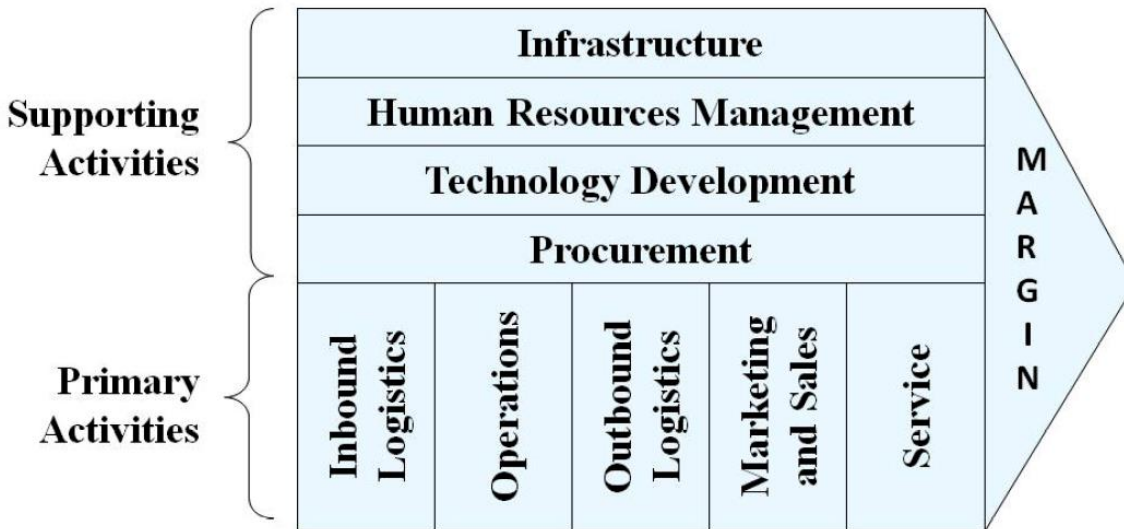 Infrastructure
Human Resources Management
Technology Development
Procurement
Supporting
Activities
Primary
Activities
Inbound
Logistics
Operations
Outbound
Logistics
Marketing
and Sales
Service
MARGIN